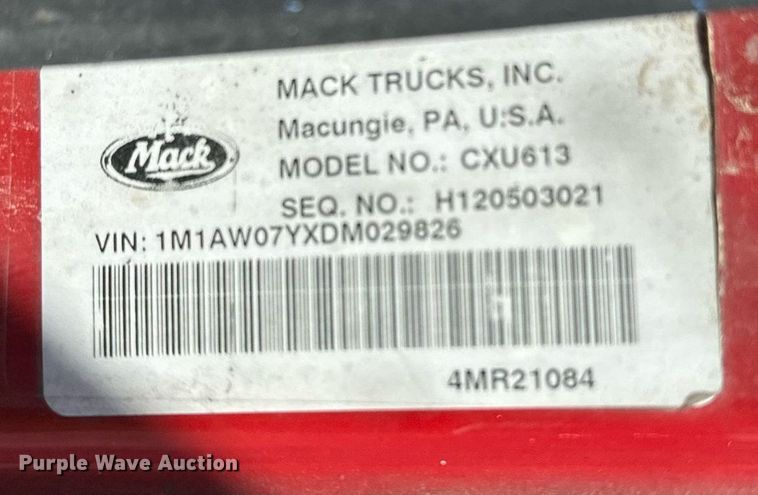 MACK TRUCKS, INC.
Macungie, PA, U.S.A.
Mack
MODEL NO.: CXU613
SEQ. NO.: H120503021
VIN: 1M1AW07YXDM029826
4MR21084
Purple Wave Auction